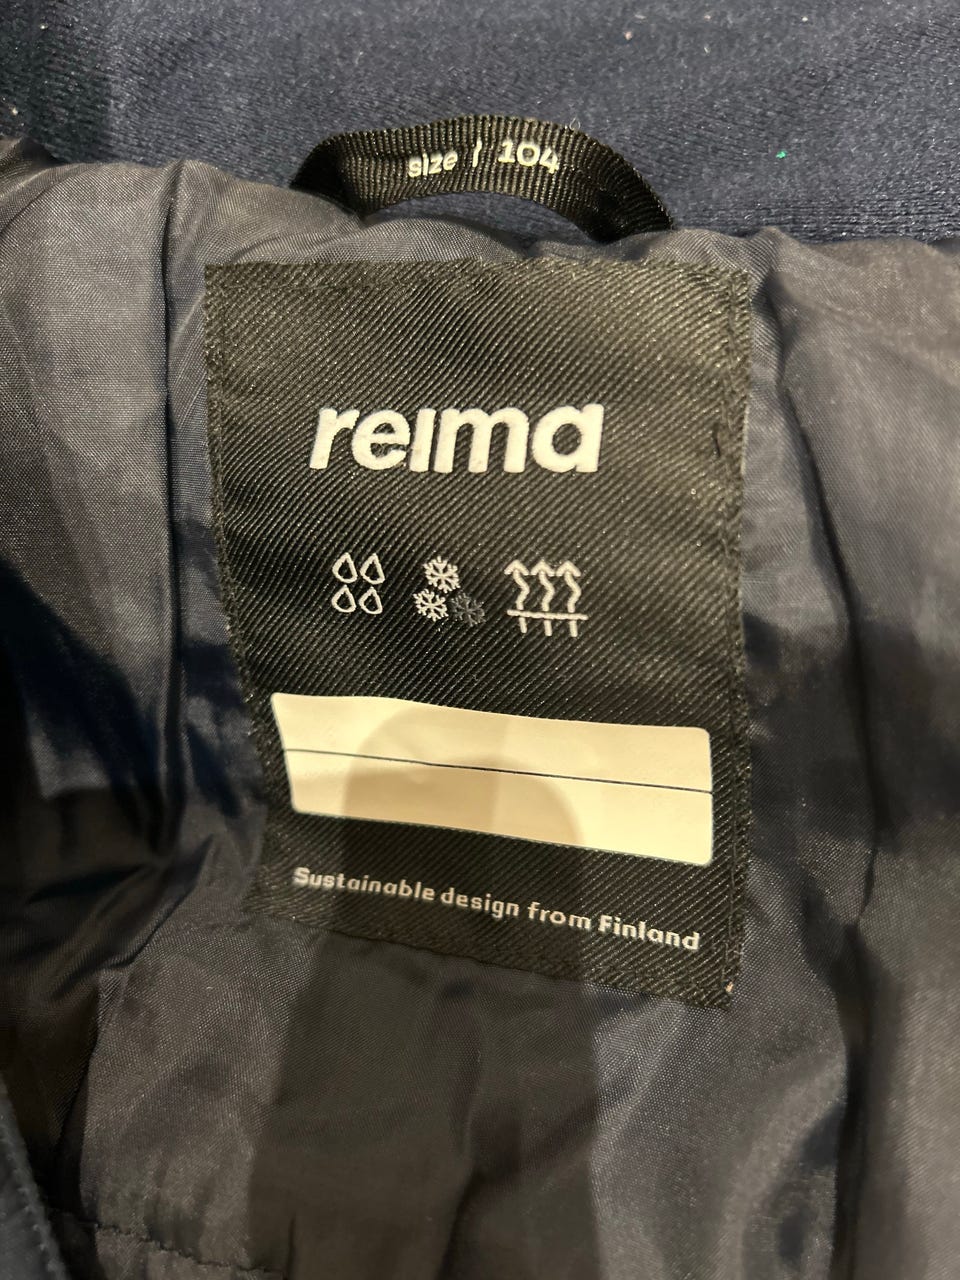 size | 104
reima
Sustainable design from Finland